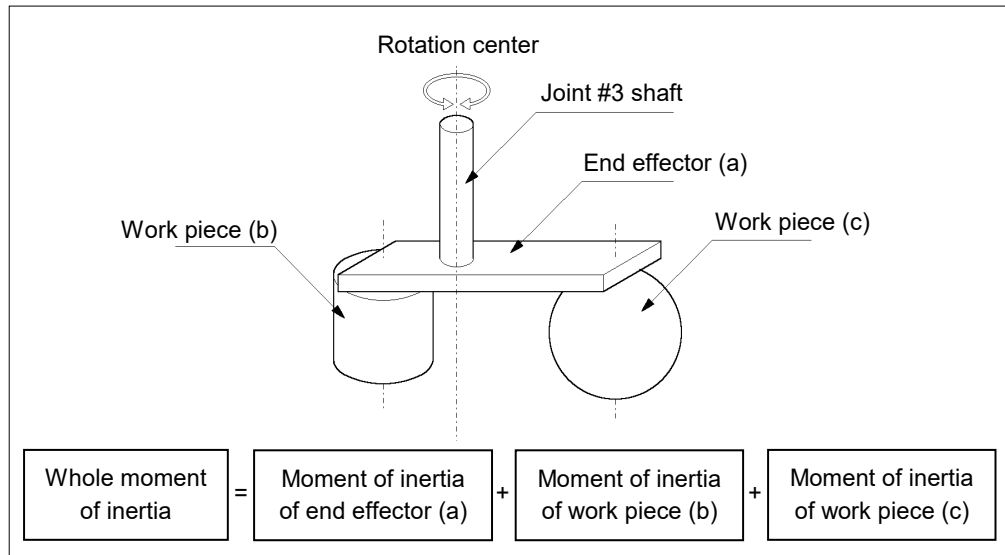 Rotation center
Joint #3 shaft
End effector (a)
Work piece (b)
Work piece (c)
Whole moment
of inertia
=
Moment of inertia
of end effector (a)
+
Moment of inertia
of work piece (b)
+
Moment of inertia
of work piece (c)